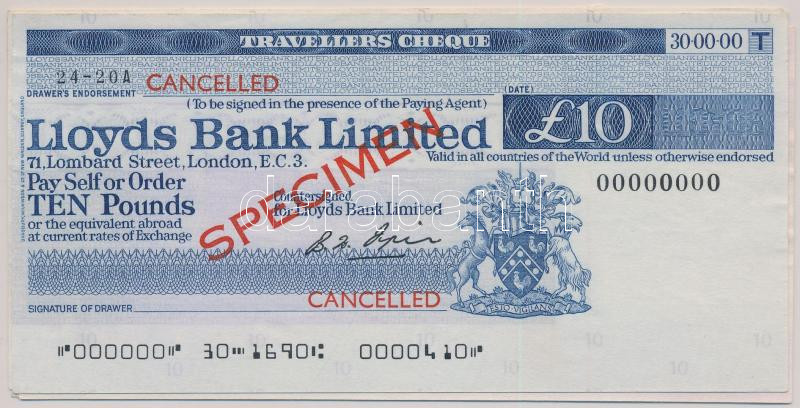 TRAVELLERS CHEQUE
30-00-00 T
24-20A CANCELLED
DRAWER'S ENDORSEMENT (DATE)
(To be signed in the presence of the Paying Agent)
£10
Lloyds Bank Limited
71, Lombard Street, London, E.C.3.
Valid in all countries of the World unless otherwise endorsed
Pay Self or Order
00000000
TEN Pounds
Countersigned
for Lloyds Bank Limited
or the equivalent abroad
at current rates of Exchange
SPECIMEN
darabanth
CANCELLED
SIGNATURE OF DRAWER
ESTO VIGILANS
⑈000000⑈ 30⑉1690⑆ 0000410⑈